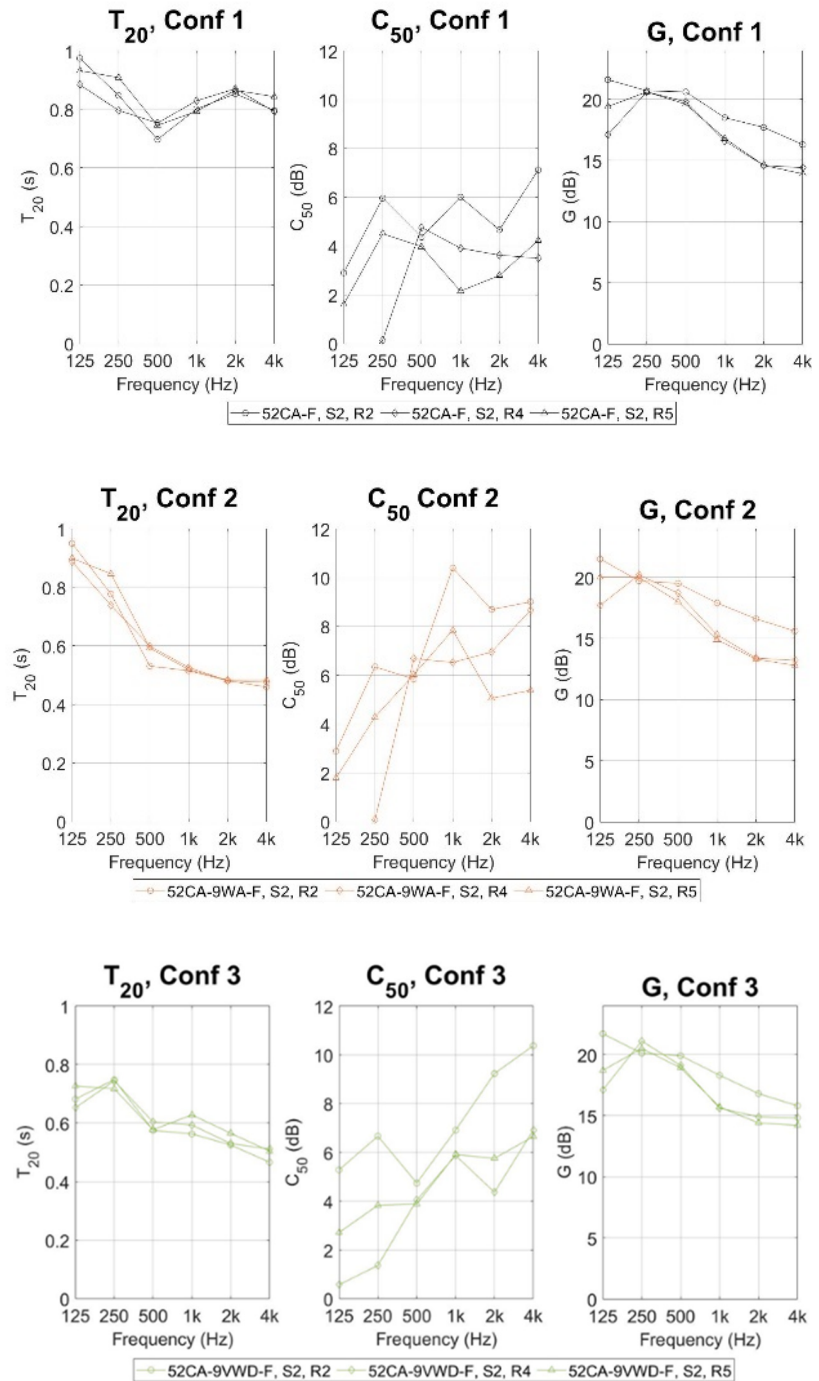 T20, Conf 1
C50, Conf 1
G, Conf 1
T20 (s)
1
0.8
0.6
0.4
0.2
0
125 250 500 1k 2k 4k
Frequency (Hz)
C50 (dB)
12
10
8
6
4
2
0
125 250 500 1k 2k 4k
Frequency (Hz)
G (dB)
20
15
10
5
0
125 250 500 1k 2k 4k
Frequency (Hz)
52CA-F, S2, R2 52CA-F, S2, R4 52CA-F, S2, R5
T20, Conf 2
C50 Conf 2
G, Conf 2
T20 (s)
1
0.8
0.6
0.4
0.2
0
125 250 500 1k 2k 4k
Frequency (Hz)
C50 (dB)
12
10
8
6
4
2
0
125 250 500 1k 2k 4k
Frequency (Hz)
G (dB)
20
15
10
5
0
125 250 500 1k 2k 4k
Frequency (Hz)
52CA-9WA-F, S2, R2 52CA-9WA-F, S2, R4 52CA-9WA-F, S2, R5
T20, Conf 3
C50, Conf 3
G, Conf 3
T20 (s)
1
0.8
0.6
0.4
0.2
0
125 250 500 1k 2k 4k
Frequency (Hz)
C50 (dB)
12
10
8
6
4
2
0
125 250 500 1k 2k 4k
Frequency (Hz)
G (dB)
20
15
10
5
0
125 250 500 1k 2k 4k
Frequency (Hz)
52CA-9VWD-F, S2, R2 52CA-9VWD-F, S2, R4 52CA-9VWD-F, S2, R5